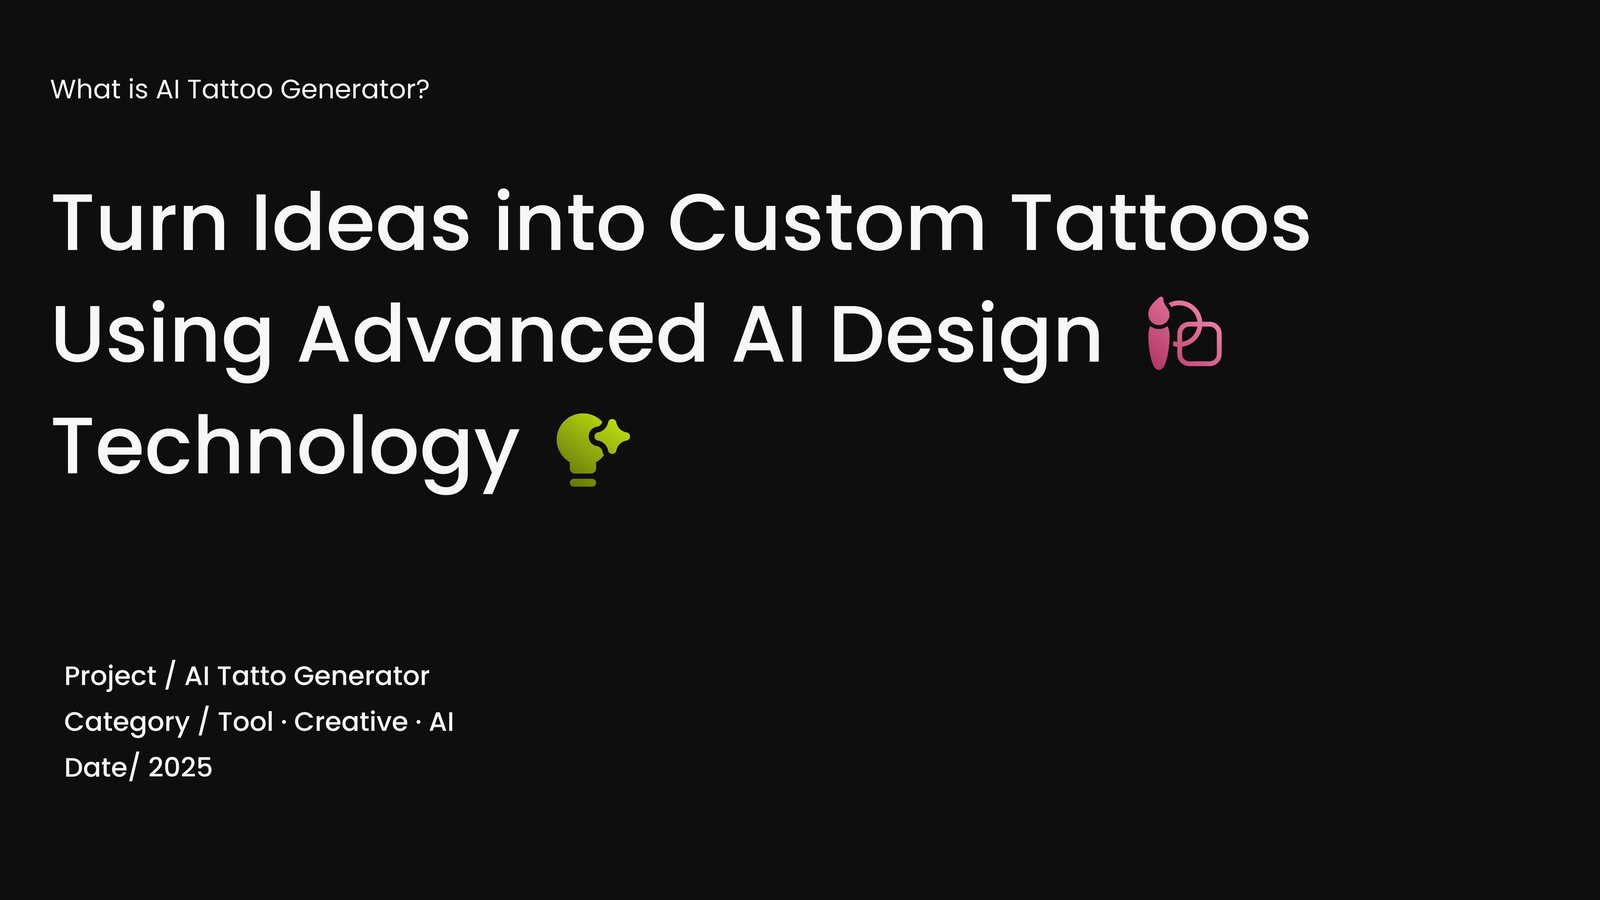 What is AI Tattoo Generator?
Turn Ideas into Custom Tattoos
Using Advanced AI Design
Technology
Project / AI Tatto Generator
Category / Tool · Creative · AI
Date/ 2025